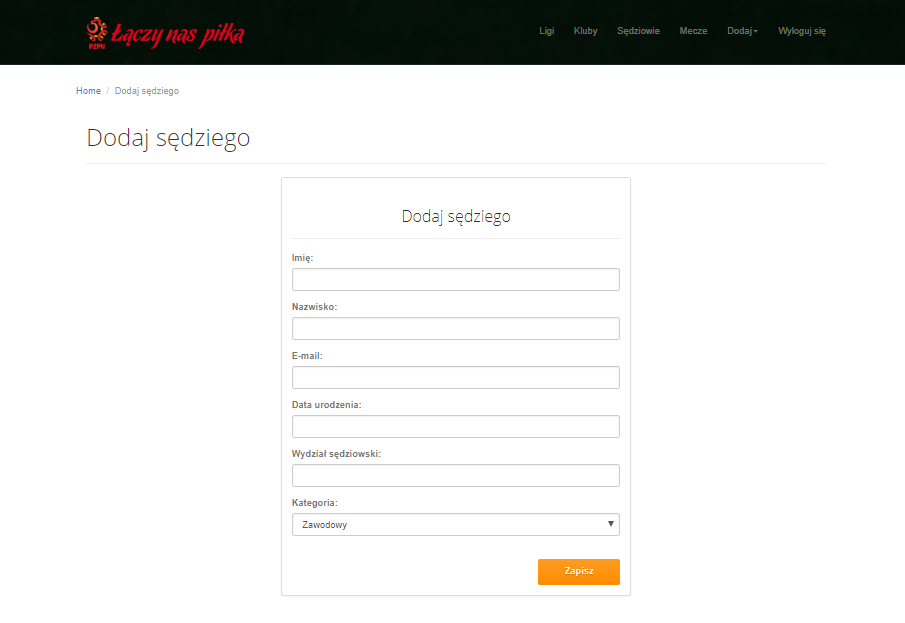 PZPN Łączy nas piłka
Ligi Kluby Sędziowie Mecze Dodaj Wyloguj się
Home / Dodaj sędziego
Dodaj sędziego
Dodaj sędziego
Imię:
Nazwisko:
E-mail:
Data urodzenia:
Wydział sędziowski:
Kategoria:
Zawodowy
Zapisz